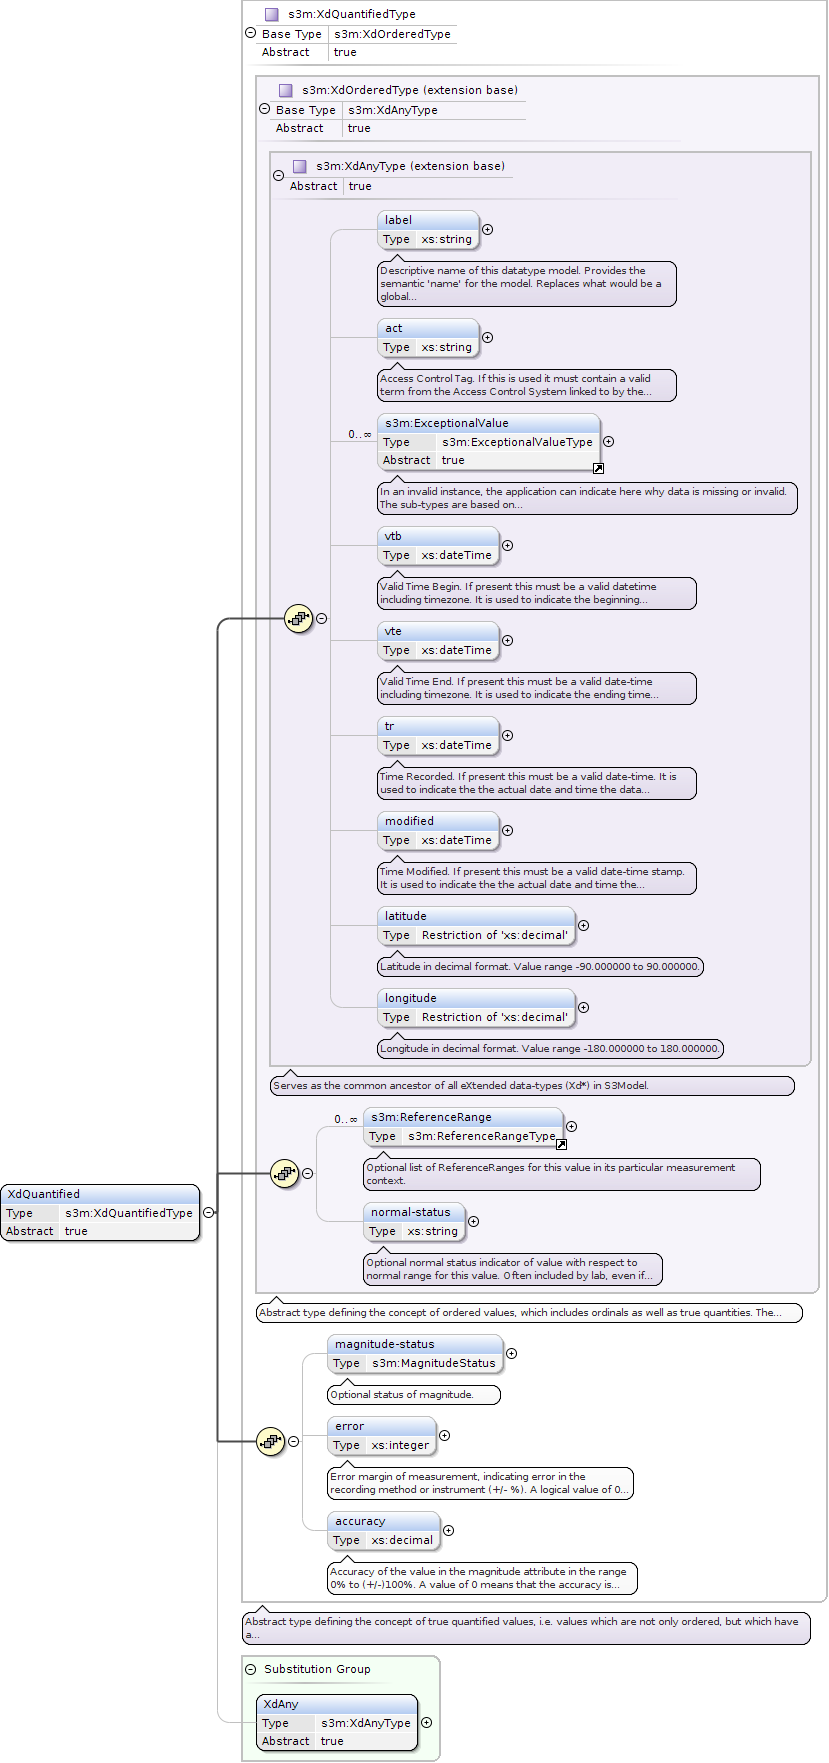 s3m:XdQuantifiedType
Base Type s3m:XdOrderedType
Abstract true
s3m:XdOrderedType (extension base)
Base Type s3m:XdAnyType
Abstract true
s3m:XdAnyType (extension base)
Abstract true
label
Type xs:string
Descriptive name of this datatype model. Provides the
semantic 'name' for the model. Replaces what would be a
global...
act
Type xs:string
Access Control Tag. If this is used it must contain a valid
term from the Access Control System linked to by the...
0..∞
s3m:ExceptionalValue
Type s3m:ExceptionalValueType
Abstract true
In an invalid instance, the application can indicate here why data is missing or invalid.
The sub-types are based on...
vtb
Type xs:dateTime
Valid Time Begin. If present this must be a valid datetime
including timezone. It is used to indicate the beginning...
vte
Type xs:dateTime
Valid Time End. If present this must be a valid date-time
including timezone. It is used to indicate the ending time...
tr
Type xs:dateTime
Time Recorded. If present this must be a valid date-time. It is
used to indicate the the actual date and time the data...
modified
Type xs:dateTime
Time Modified. If present this must be a valid date-time stamp.
It is used to indicate the the actual date and time the...
latitude
Type Restriction of 'xs:decimal'
Latitude in decimal format. Value range -90.000000 to 90.000000.
longitude
Type Restriction of 'xs:decimal'
Longitude in decimal format. Value range -180.000000 to 180.000000.
Serves as the common ancestor of all eXtended data-types (Xd*) in S3Model.
0..∞
s3m:ReferenceRange
Type s3m:ReferenceRangeType
Optional list of ReferenceRanges for this value in its particular measurement
context.
XdQuantified
Type s3m:XdQuantifiedType
Abstract true
normal-status
Type xs:string
Optional normal status indicator of value with respect to
normal range for this value. Often included by lab, even if...
Abstract type defining the concept of ordered values, which includes ordinals as well as true quantities. The...
magnitude-status
Type s3m:MagnitudeStatus
Optional status of magnitude.
error
Type xs:integer
Error margin of measurement, indicating error in the
recording method or instrument (+/- %). A logical value of 0...
accuracy
Type xs:decimal
Accuracy of the value in the magnitude attribute in the range
0% to (+/-)100%. A value of 0 means that the accuracy is...
Abstract type defining the concept of true quantified values, i.e. values which are not only ordered, but which have
a...
Substitution Group
XdAny
Type s3m:XdAnyType
Abstract true